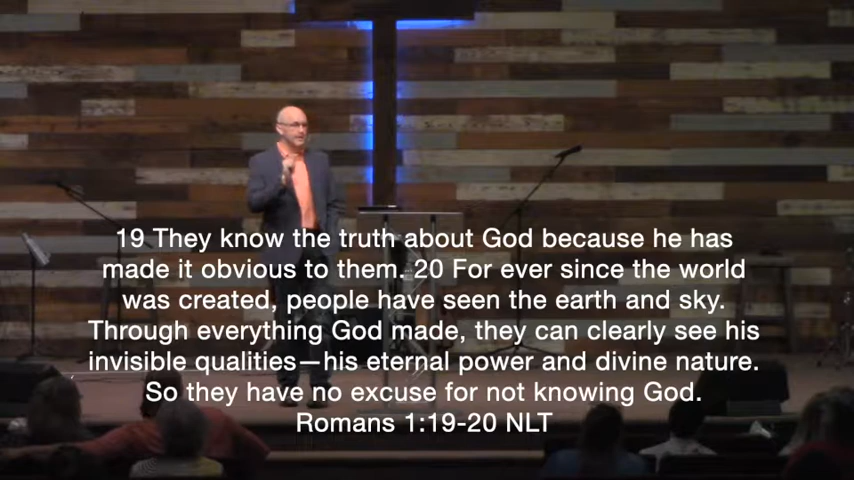 19 They know the truth about God because he has
made it obvious to them. 20 For ever since the world
was created, people have seen the earth and sky.
Through everything God made, they can clearly see his
invisible qualities—his eternal power and divine nature.
So they have no excuse for not knowing God.
Romans 1:19-20 NLT